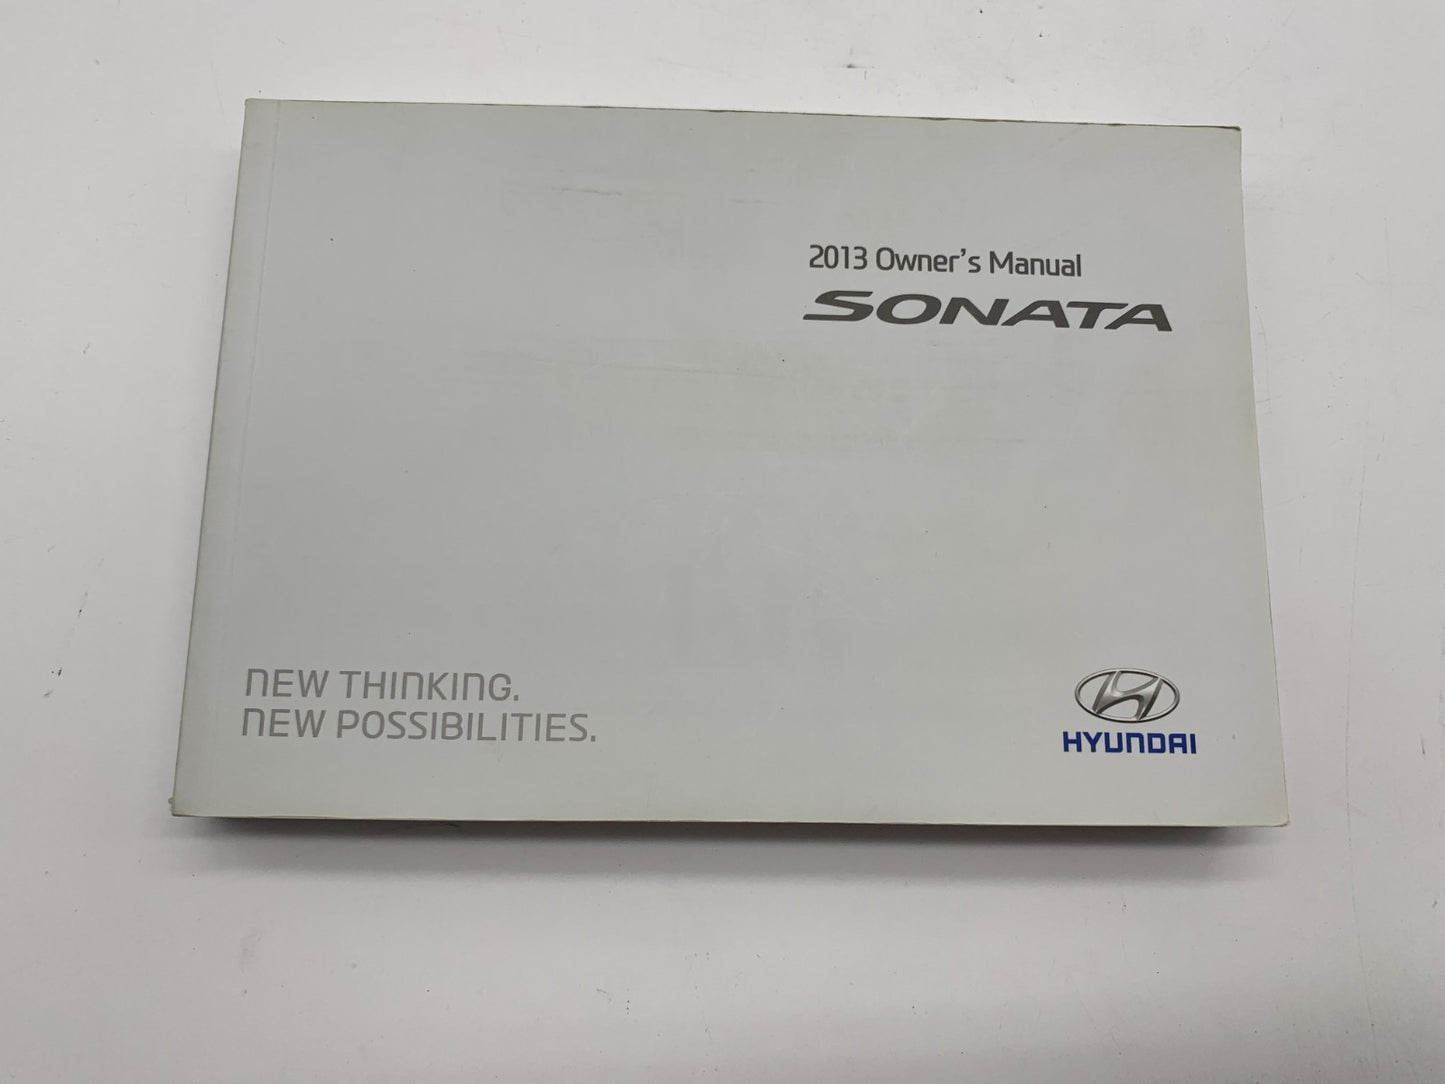 2013 Owner's Manual
SONATA
NEW THINKING.
NEW POSSIBILITIES.
HYUNDAI